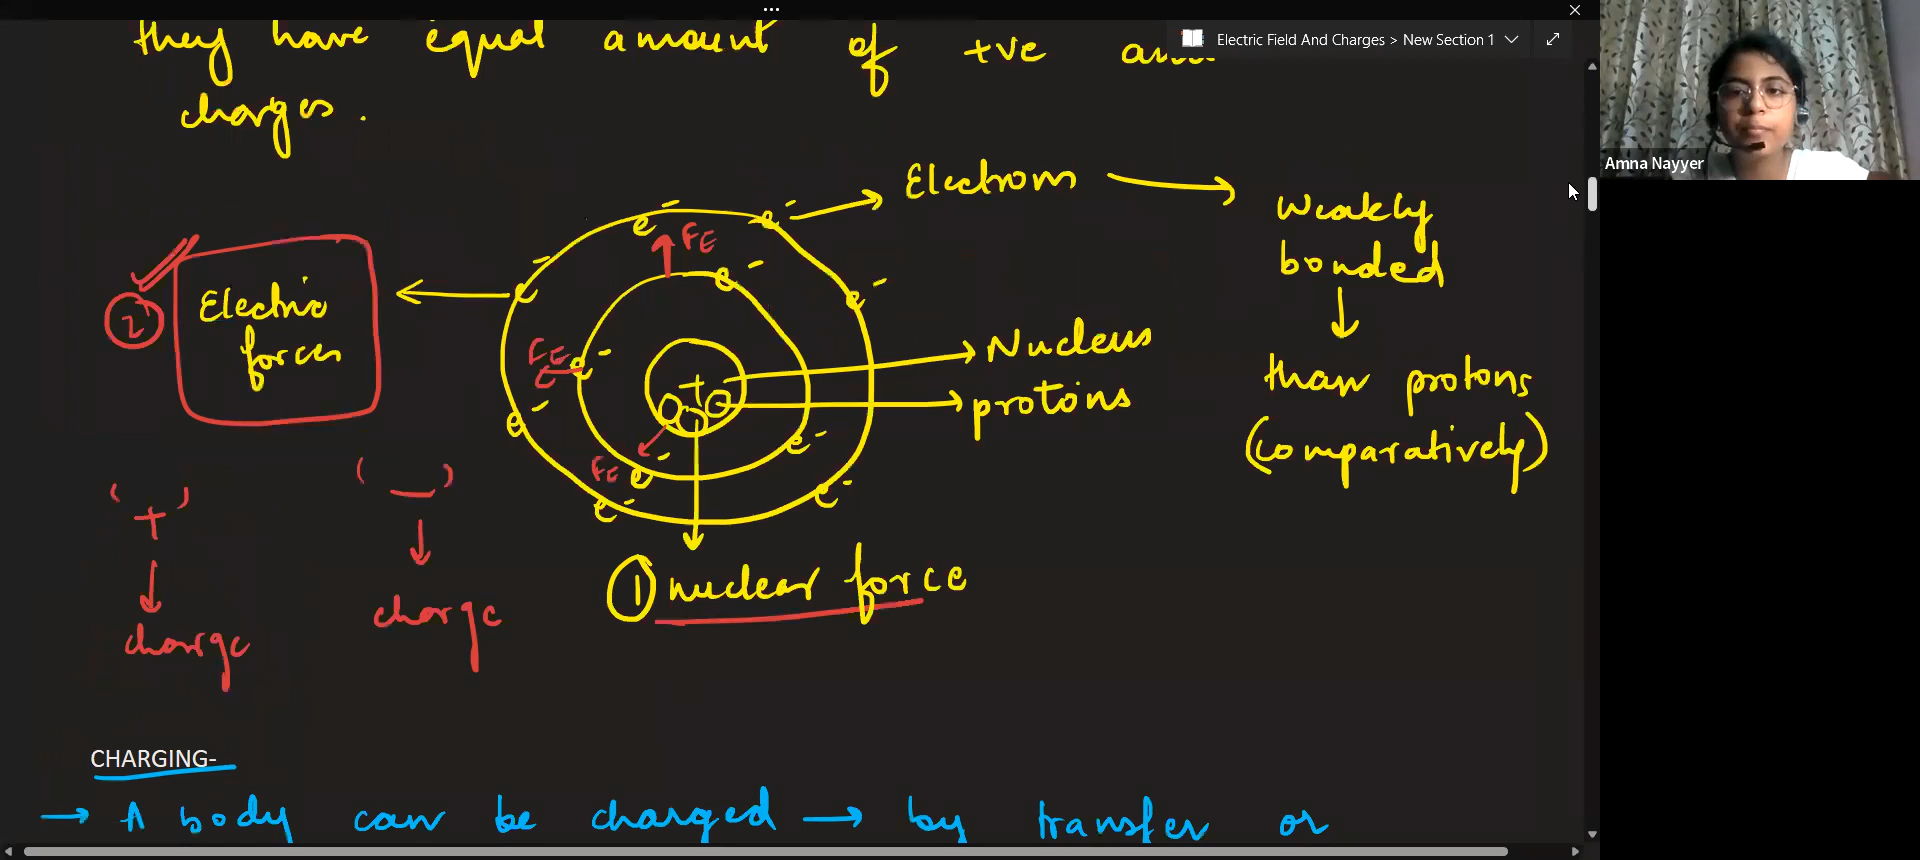 they have equal amount of +ve and
charges.
Electric Field And Charges > New Section 1
Amna Nayyer
Electrons
Weakly
bonded
than protons
(comparatively)
2
Electric
forces
e-
e-
e-
e-
e-
e-
e-
e-
e-
e-
e-
FE
FE
FE
+
Nucleus
protons
'+'
charge
(-)
charge
1 nuclear force
CHARGING-
→ A body can be charged → by transfer or